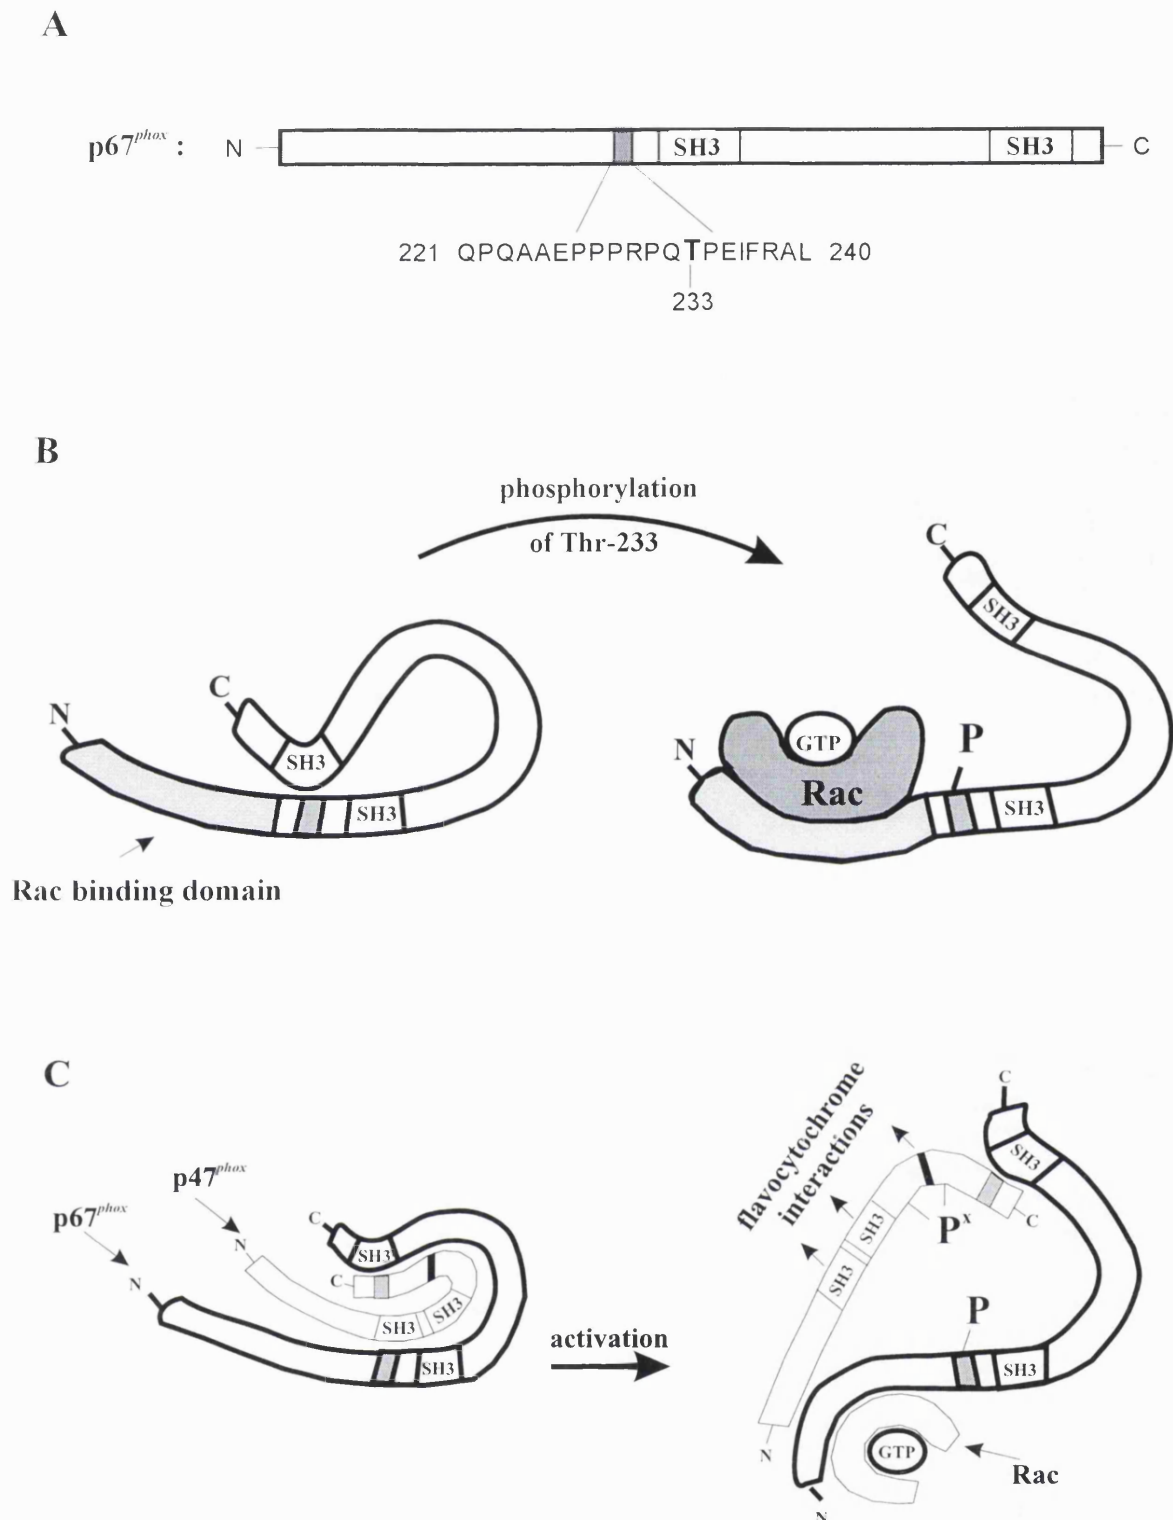 A
p67phox : N SH3 SH3 C
221 QPQAAEPPPRPQTPEIFRAL 240
233
B
phosphorylation
of Thr-233
N
C
SH3
SH3
Rac binding domain
C
SH3
N
GTP
Rac
P
SH3
C
p47phox
p67phox
N
N
C
SH3
C
SH3
SH3
SH3
activation
flavocytochrome
interactions
C
SH3
C
Px
SH3
SH3
P
SH3
N
GTP
Rac
N